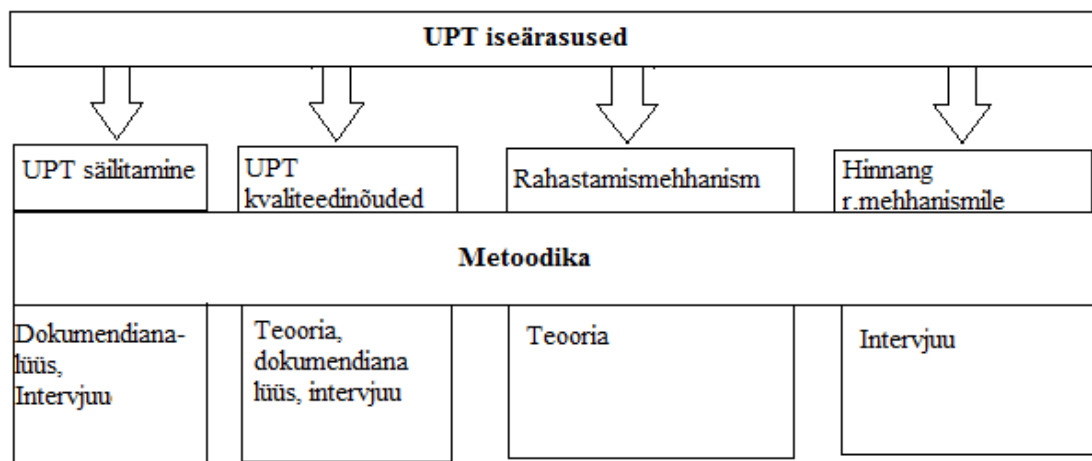 UPT iseärasused
UPT säilitamine
UPT
kvaliteedinõuded
Rahastamismehhanism
Hinnang
r.mehhanismile
Metoodika
Dokumendiana-
lüüs,
Intervjuu
Teooria,
dokumendiana
lüüs, intervjuu
Teooria
Intervjuu